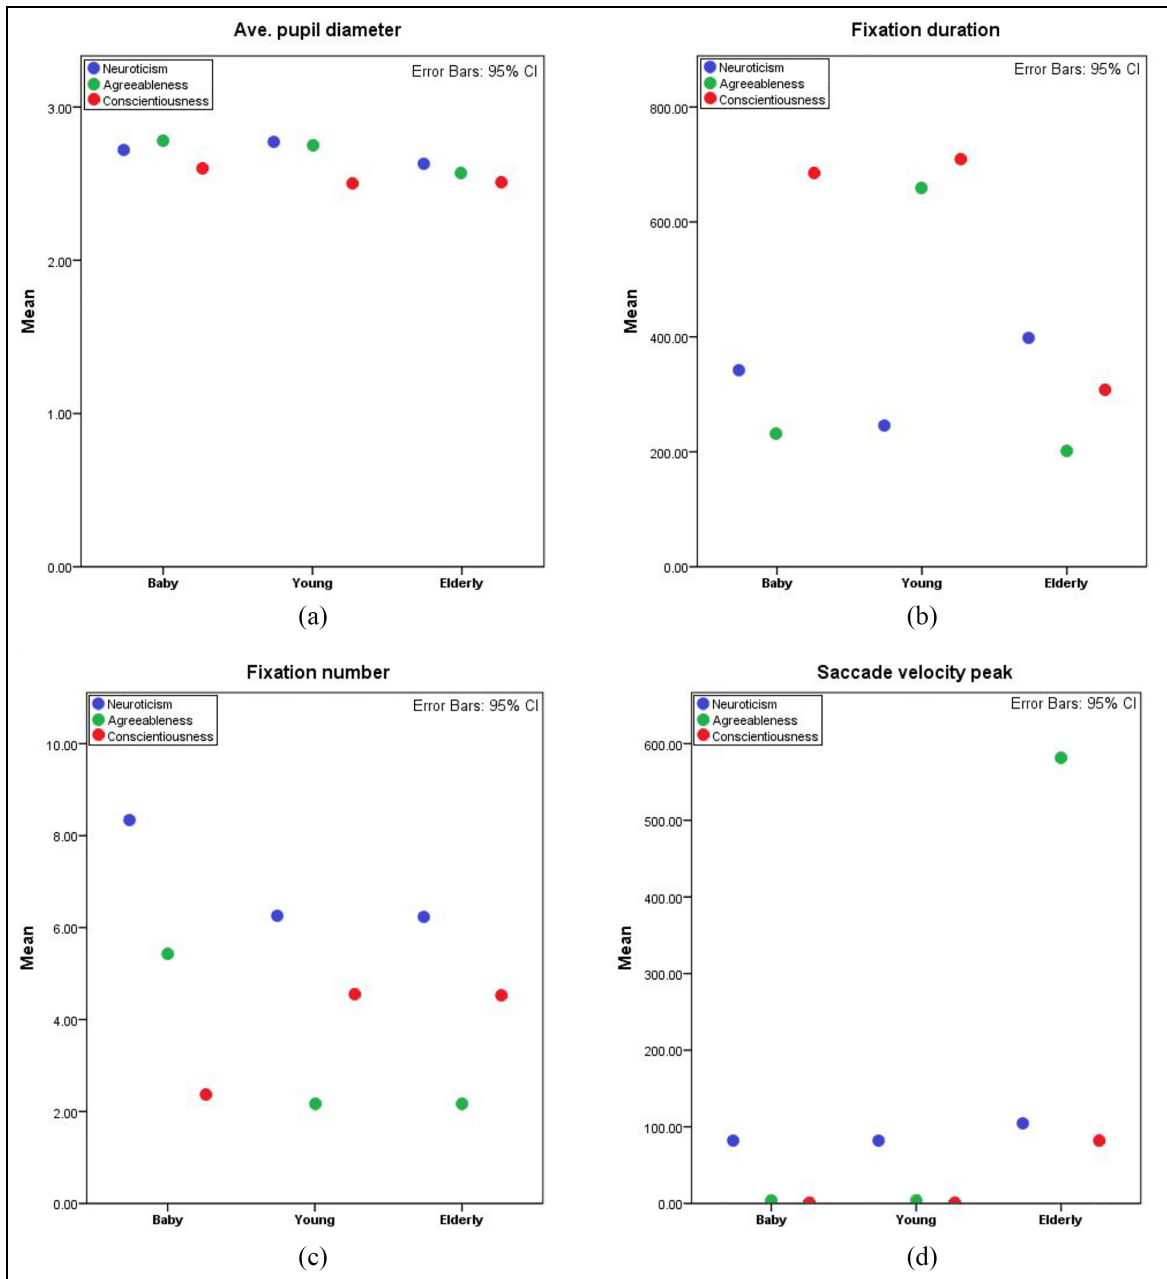 Ave. pupil diameter
Neuroticism
Agreeableness
Conscientiousness
Error Bars: 95% CI
3.00
2.00
1.00
0.00
Mean
Baby Young Elderly
(a)
Fixation duration
Neuroticism
Agreeableness
Conscientiousness
Error Bars: 95% CI
800.00
600.00
400.00
200.00
0.00
Mean
Baby Young Elderly
(b)
Fixation number
Neuroticism
Agreeableness
Conscientiousness
Error Bars: 95% CI
10.00
8.00
6.00
4.00
2.00
0.00
Mean
Baby Young Elderly
(c)
Saccade velocity peak
Neuroticism
Agreeableness
Conscientiousness
Error Bars: 95% CI
600.00
500.00
400.00
300.00
200.00
100.00
0.00
Mean
Baby Young Elderly
(d)